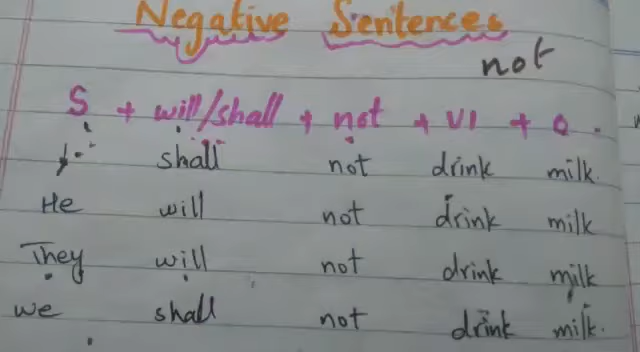 Negative Sentences
not
S + will/shall + not + V1 + O.
I shall not drink milk.
He will not drink milk
They will not drink milk
we shall not drink milk.